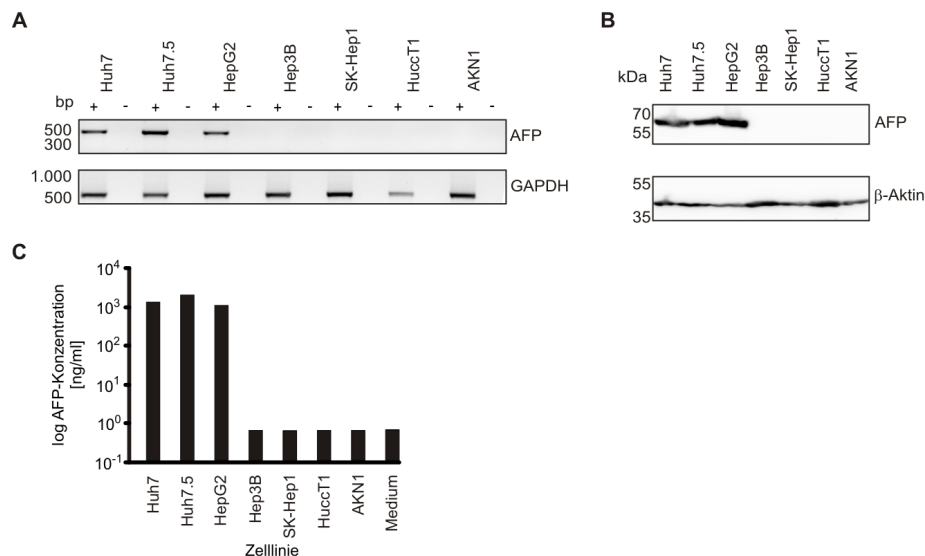 A
Huh7 Huh7.5 HepG2 Hep3B SK-Hep1 HuccT1 AKN1
bp + - + - + - + - + - + - + -
500
300
AFP
1.000
500
GAPDH
B
kDa Huh7 Huh7.5 HepG2 Hep3B SK-Hep1 HuccT1 AKN1
70
55
AFP
55
35
β-Aktin
C
log AFP-Konzentration
[ng/ml]
10⁴
10³
10²
10¹
10⁰
10⁻¹
Huh7 Huh7.5 HepG2 Hep3B SK-Hep1 HuccT1 AKN1 Medium
Zelllinie